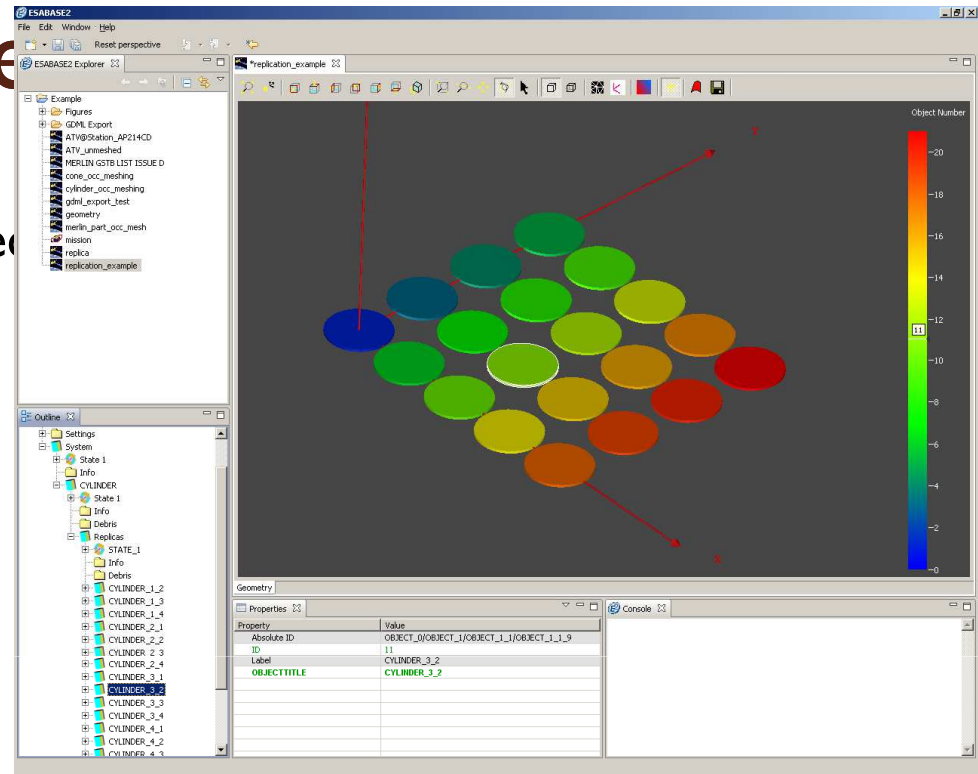 ESABASE2
File Edit Window Help
Reset perspective
ESABASE2 Explorer
Example
Figures
GDML Export
ATV@Station_AP214CD
ATV_unmeshed
MERLIN GSTB LIST ISSUE D
cone_occ_meshing
cylinder_occ_meshing
gdml_export_test
geometry
merlin_part_occ_mesh
mission
replica
replication_example
*replication_example
Object Number
20
18
16
14
12
11
10
8
6
4
2
0
Y
X
Geometry
Outline
Settings
System
State 1
Info
CYLINDER
State 1
Info
Debris
Replicas
STATE_1
Info
Debris
CYLINDER_1_2
CYLINDER_1_3
CYLINDER_1_4
CYLINDER_2_1
CYLINDER_2_2
CYLINDER_2_3
CYLINDER_2_4
CYLINDER_3_1
CYLINDER_3_2
CYLINDER_3_3
CYLINDER_3_4
CYLINDER_4_1
CYLINDER_4_2
CYLINDER_4_3
Properties
Property Value
Absolute ID OBJECT_0/OBJECT_1/OBJECT_1_1/OBJECT_1_1_9
ID 11
Label CYLINDER_3_2
OBJECTTITLE CYLINDER_3_2
Console